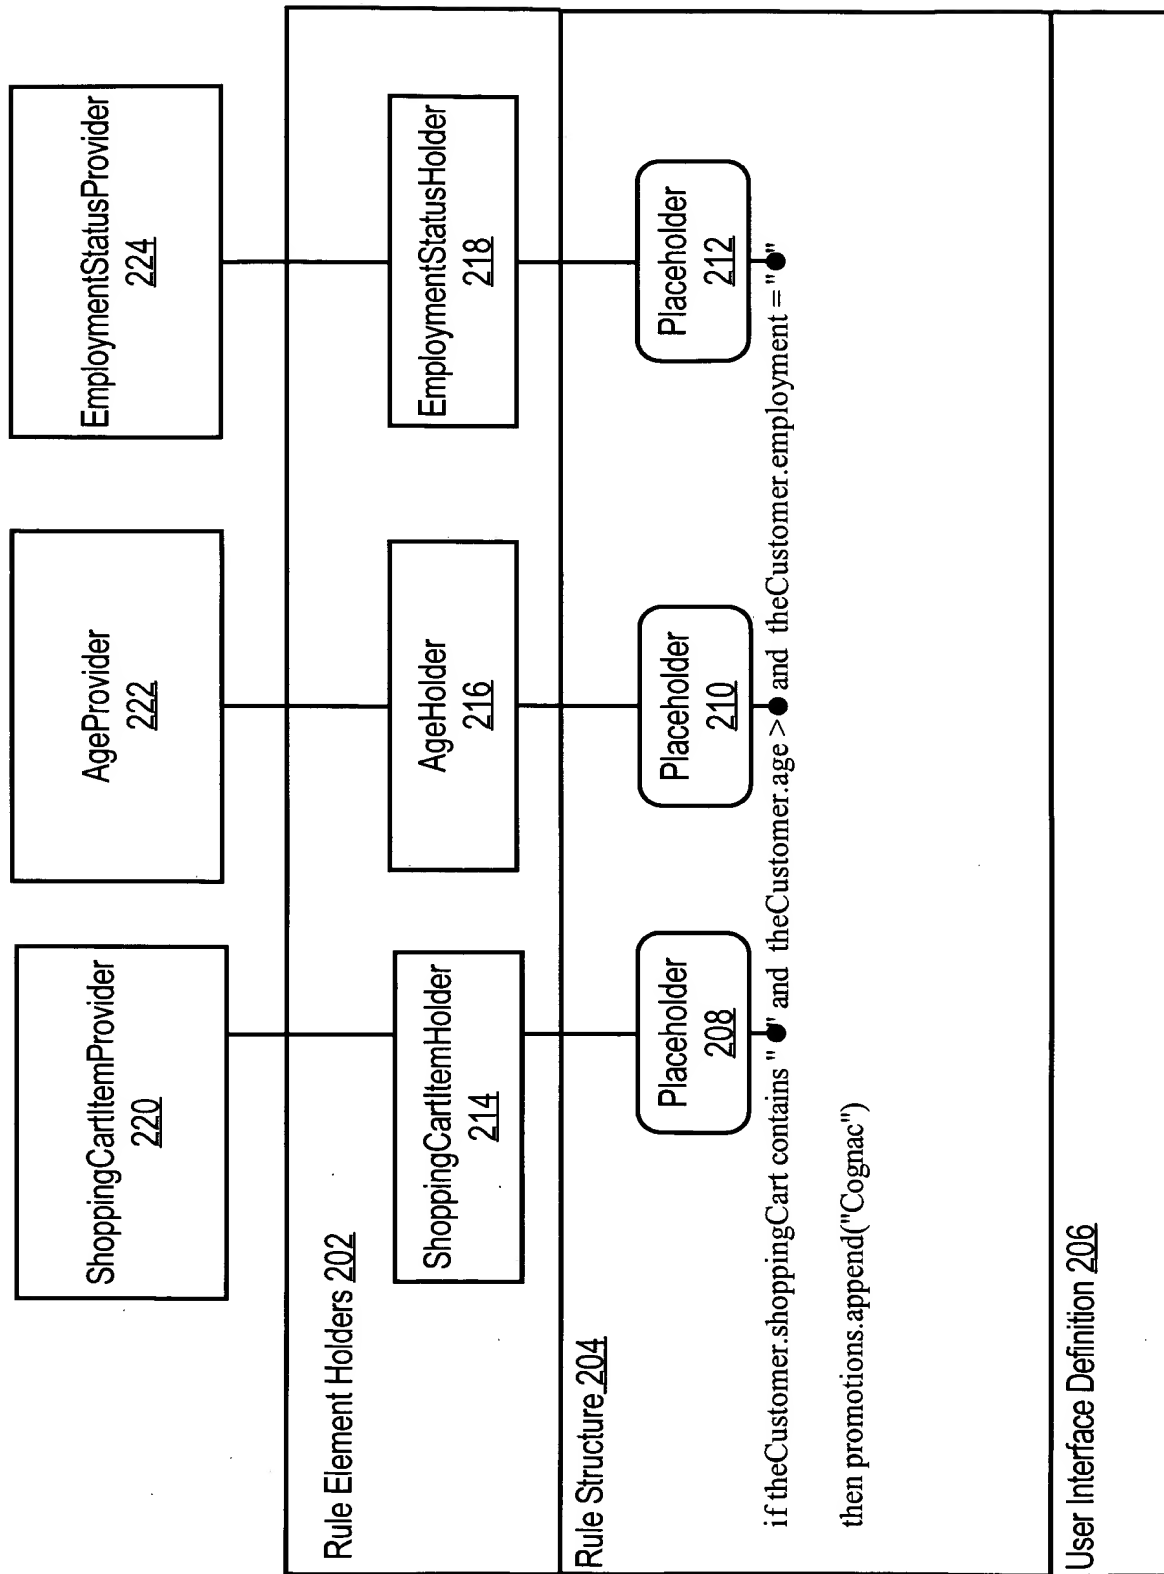 ShoppingCartItemProvider
220
AgeProvider
222
EmploymentStatusProvider
224
Rule Element Holders 202
ShoppingCartItemHolder
214
AgeHolder
216
EmploymentStatusHolder
218
Rule Structure 204
Placeholder
208
Placeholder
210
Placeholder
212
if theCustomer.shoppingCart contains " " and theCustomer.age > and theCustomer.employment = " "
then promotions.append("Cognac")
User Interface Definition 206